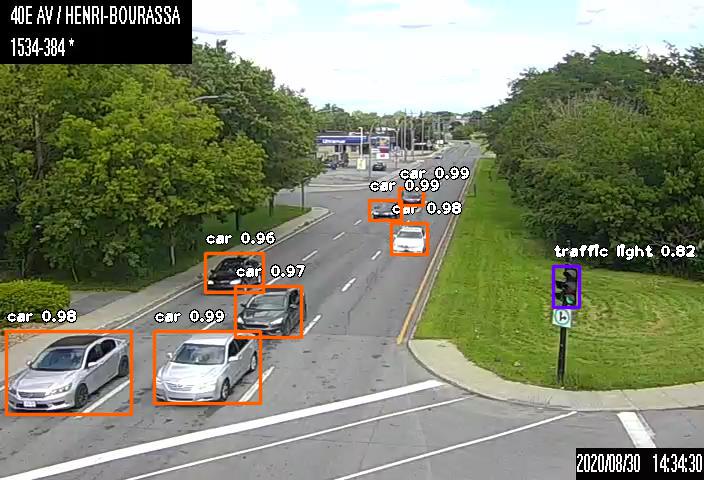 40E AV / HENRI-BOURASSA
1534-384 *
car 0.99
car 0.99
car 0.98
car 0.96
traffic light 0.82
car 0.97
car 0.98
car 0.99
2020/08/30 14:34:30